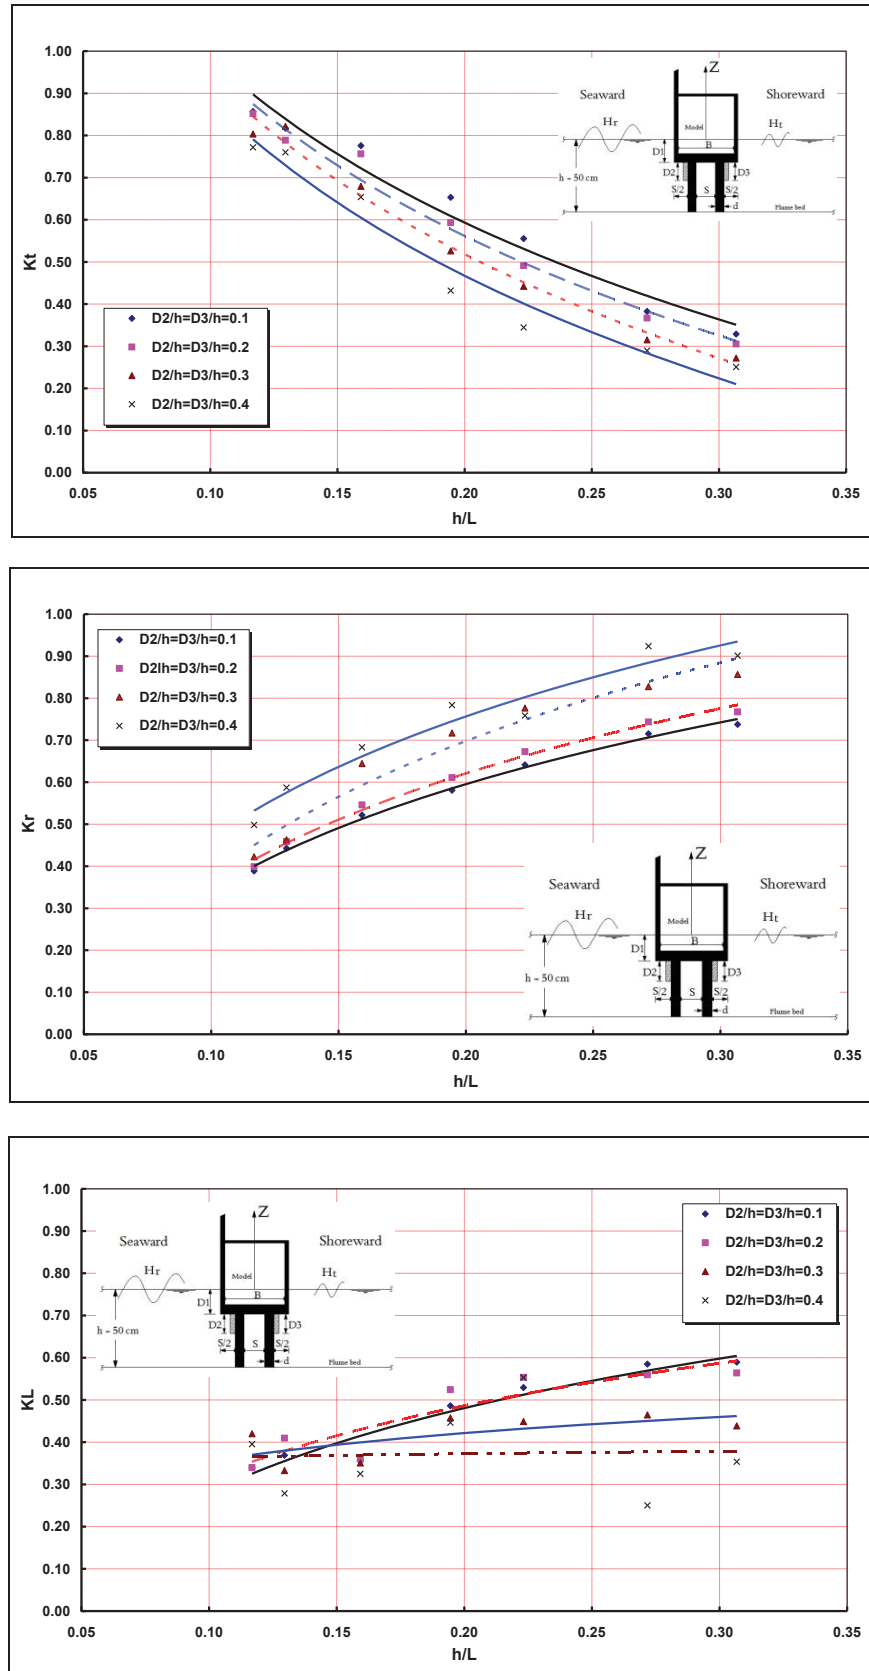 1.00
0.90
0.80
0.70
0.60
0.50
0.40
0.30
0.20
0.10
0.00
Kt
0.05 0.10 0.15 0.20 0.25 0.30 0.35
h/L
D2/h=D3/h=0.1
D2/h=D3/h=0.2
D2/h=D3/h=0.3
D2/h=D3/h=0.4
Z
Seaward Shoreward
Hr Ht
Model
B
D1
D2 D3
h = 50 cm
S/2 S S/2
d
Flume bed
1.00
0.90
0.80
0.70
0.60
0.50
0.40
0.30
0.20
0.10
0.00
Kr
0.05 0.10 0.15 0.20 0.25 0.30 0.35
h/L
D2/h=D3/h=0.1
D2lh=D3/h=0.2
D2/h=D3/h=0.3
D2/h=D3/h=0.4
Z
Seaward Shoreward
Hr Ht
Model
B
D1
D2 D3
h = 50 cm
S/2 S S/2
d
Flume bed
1.00
0.90
0.80
0.70
0.60
0.50
0.40
0.30
0.20
0.10
0.00
KL
0.05 0.10 0.15 0.20 0.25 0.30 0.35
h/L
Z
Seaward Shoreward
Hr Ht
Model
B
D1
D2 D3
h = 50 cm
S/2 S S/2
d
Flume bed
D2/h=D3/h=0.1
D2/h=D3/h=0.2
D2/h=D3/h=0.3
D2/h=D3/h=0.4